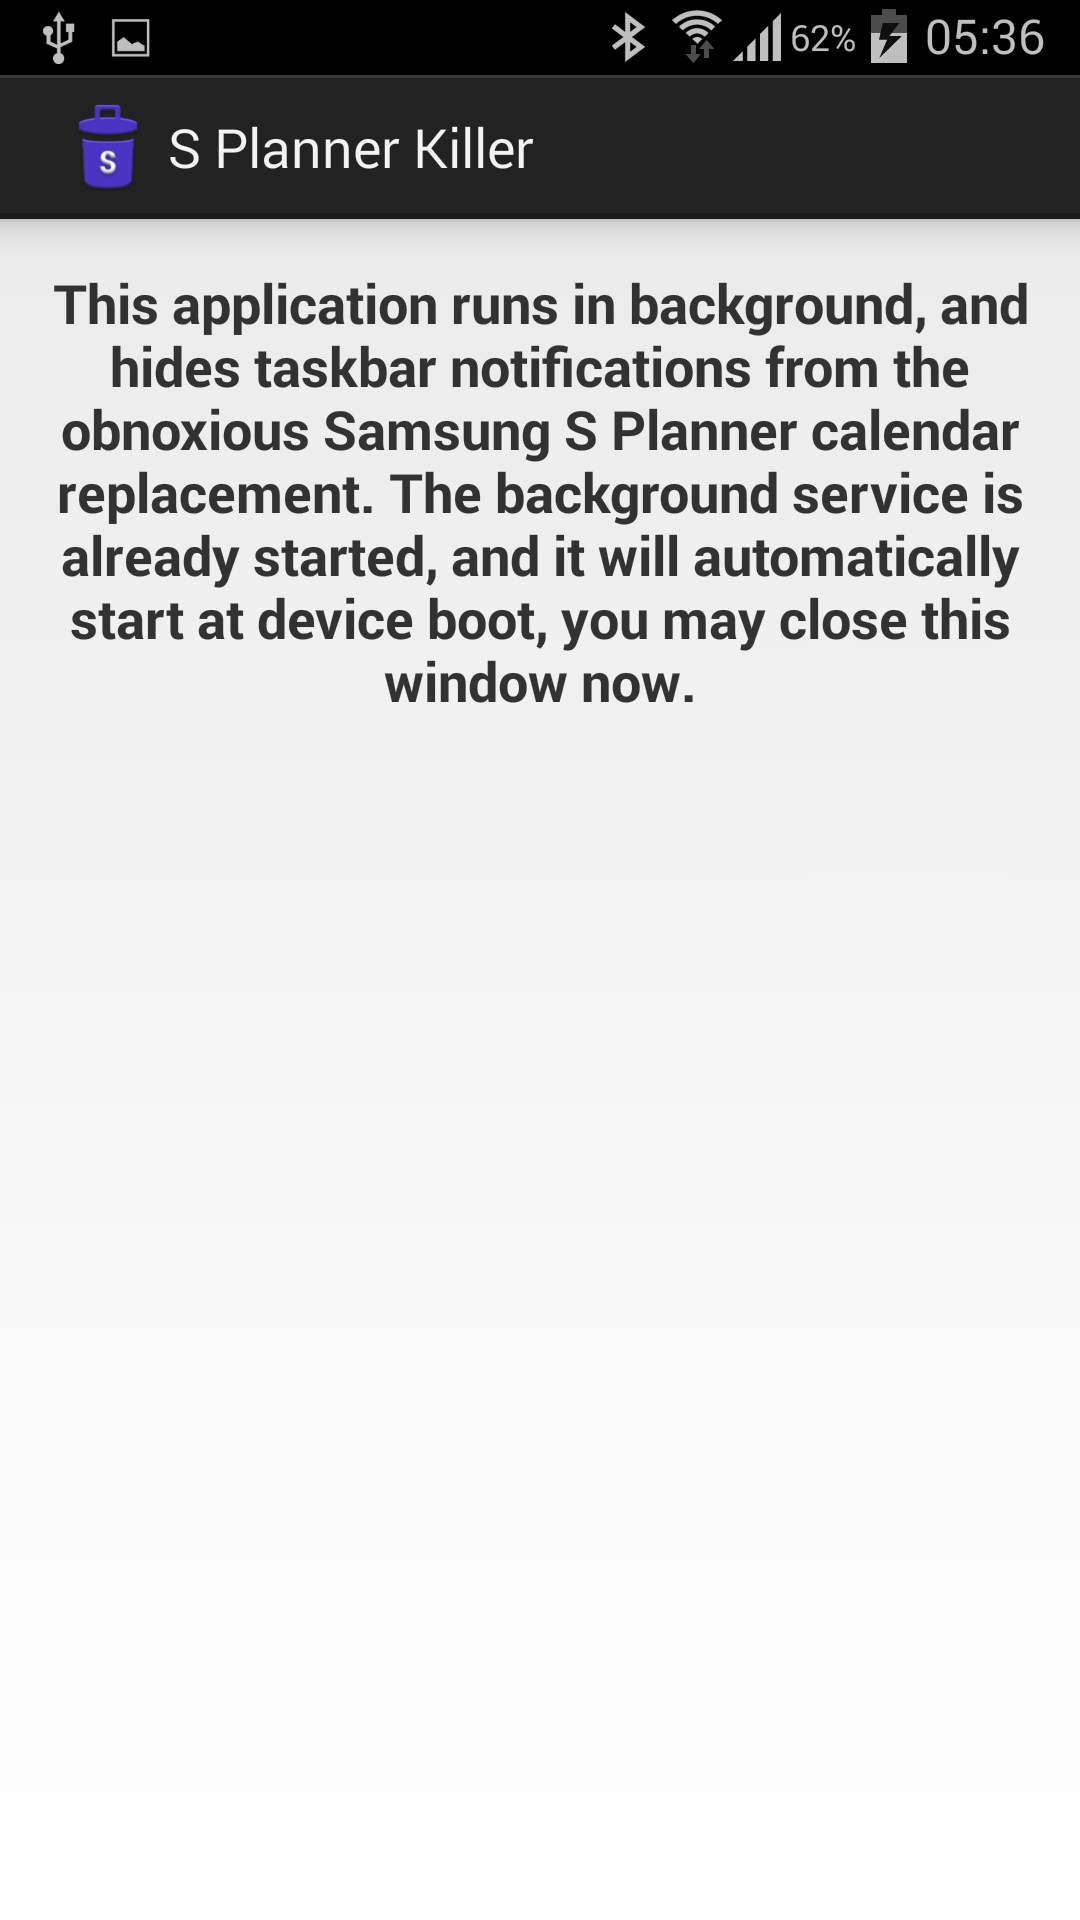 62% 05:36
S S Planner Killer
This application runs in background, and
hides taskbar notifications from the
obnoxious Samsung S Planner calendar
replacement. The background service is
already started, and it will automatically
start at device boot, you may close this
window now.